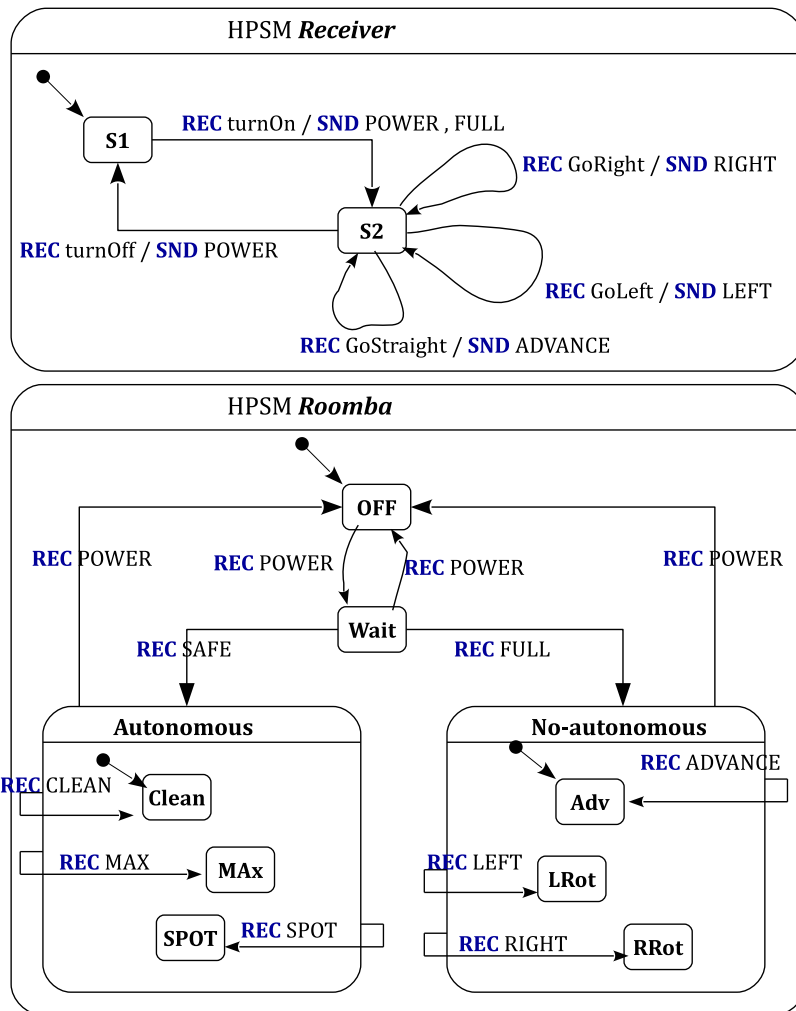 HPSM Receiver
S1
REC turnOn / SND POWER , FULL
REC GoRight / SND RIGHT
S2
REC turnOff / SND POWER
REC GoLeft / SND LEFT
REC GoStraight / SND ADVANCE
HPSM Roomba
OFF
REC POWER
REC POWER
REC POWER
REC POWER
Wait
REC SAFE
REC FULL
Autonomous
No-autonomous
REC CLEAN
Clean
REC ADVANCE
Adv
REC MAX
MAx
REC LEFT
LRot
SPOT
REC SPOT
REC RIGHT
RRot